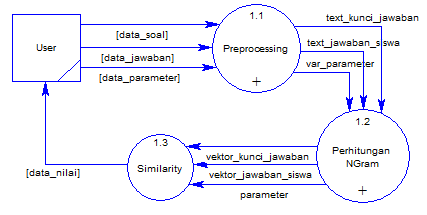 1.1
text_kunci_jawaban
[data_soal]
User
Preprocessing
text_jawaban_siswa
[data_jawaban]
var_parameter
[data_parameter]
+
1.2
1.3
Perhitungan
NGram
vektor_kunci_jawaban
[data_nilai]
Similarity
vektor_jawaban_siswa
+
parameter